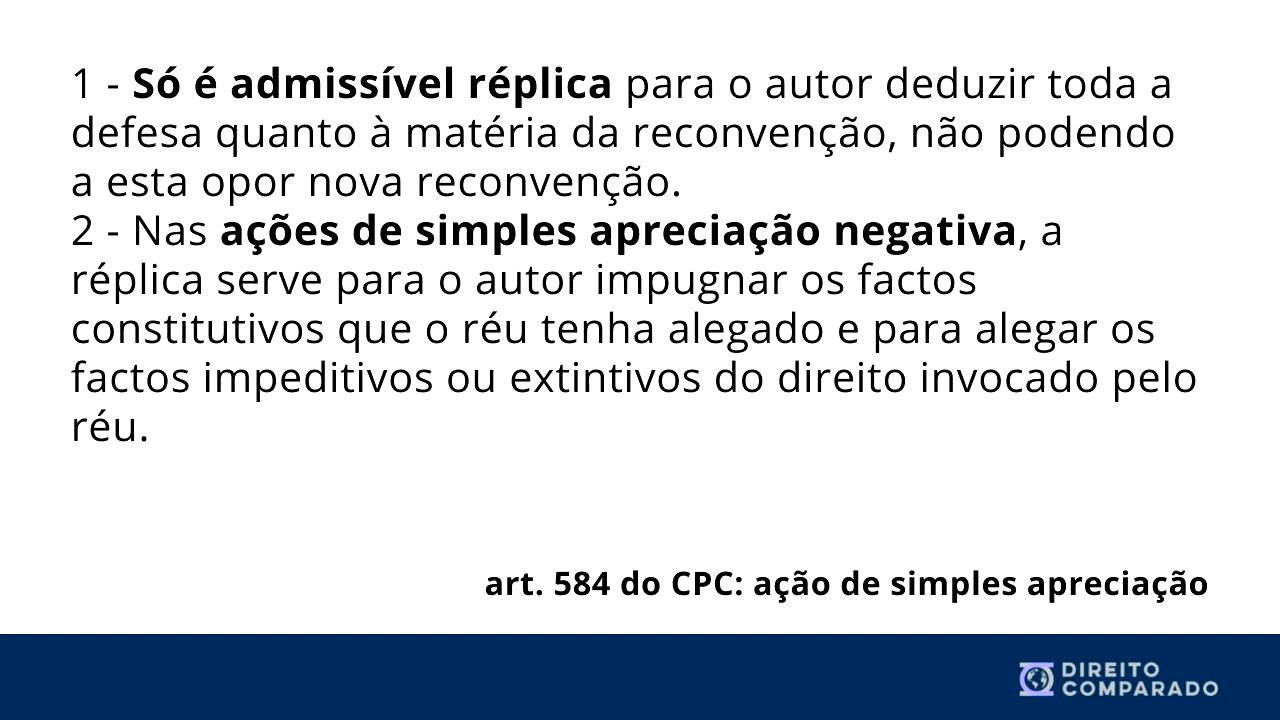 1 - Só é admissível réplica para o autor deduzir toda a
defesa quanto à matéria da reconvenção, não podendo
a esta opor nova reconvenção.
2 - Nas ações de simples apreciação negativa, a
réplica serve para o autor impugnar os factos
constitutivos que o réu tenha alegado e para alegar os
factos impeditivos ou extintivos do direito invocado pelo
réu.
art. 584 do CPC: ação de simples apreciação
DIREITO
COMPARADO